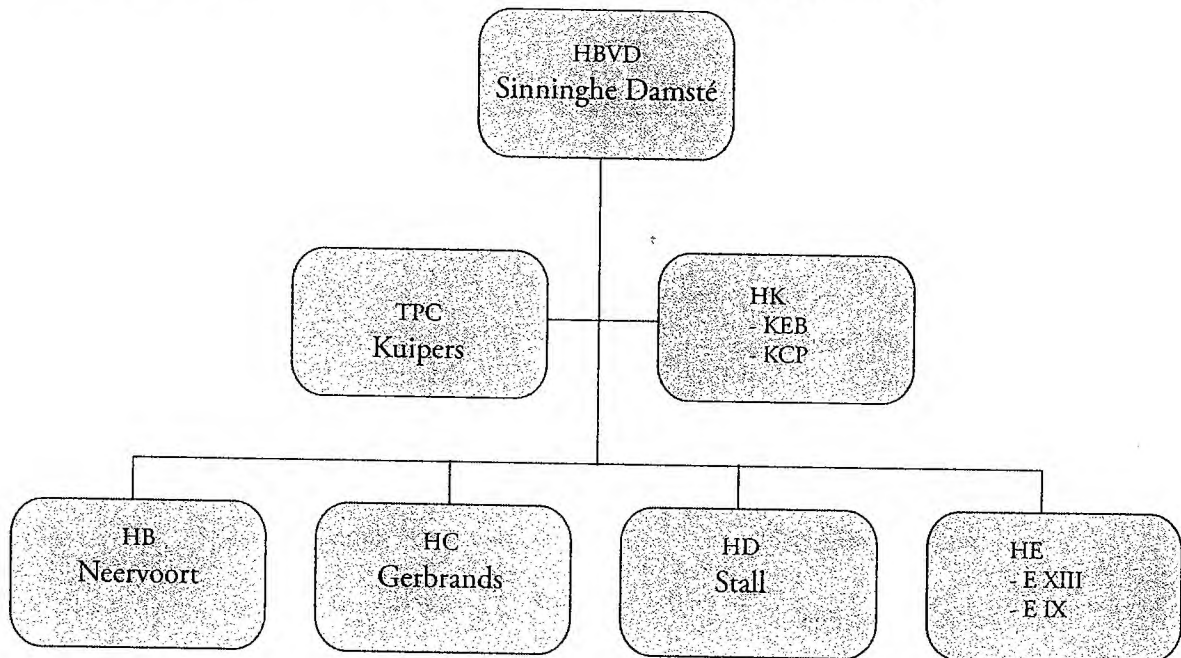 HBVD
Sinninghe Damsté
TPC
Kuipers
HK
- KEB
- KCP
HB
Neervoort
HC
Gerbrands
HD
Stall
HE
- E XIII
- E IX